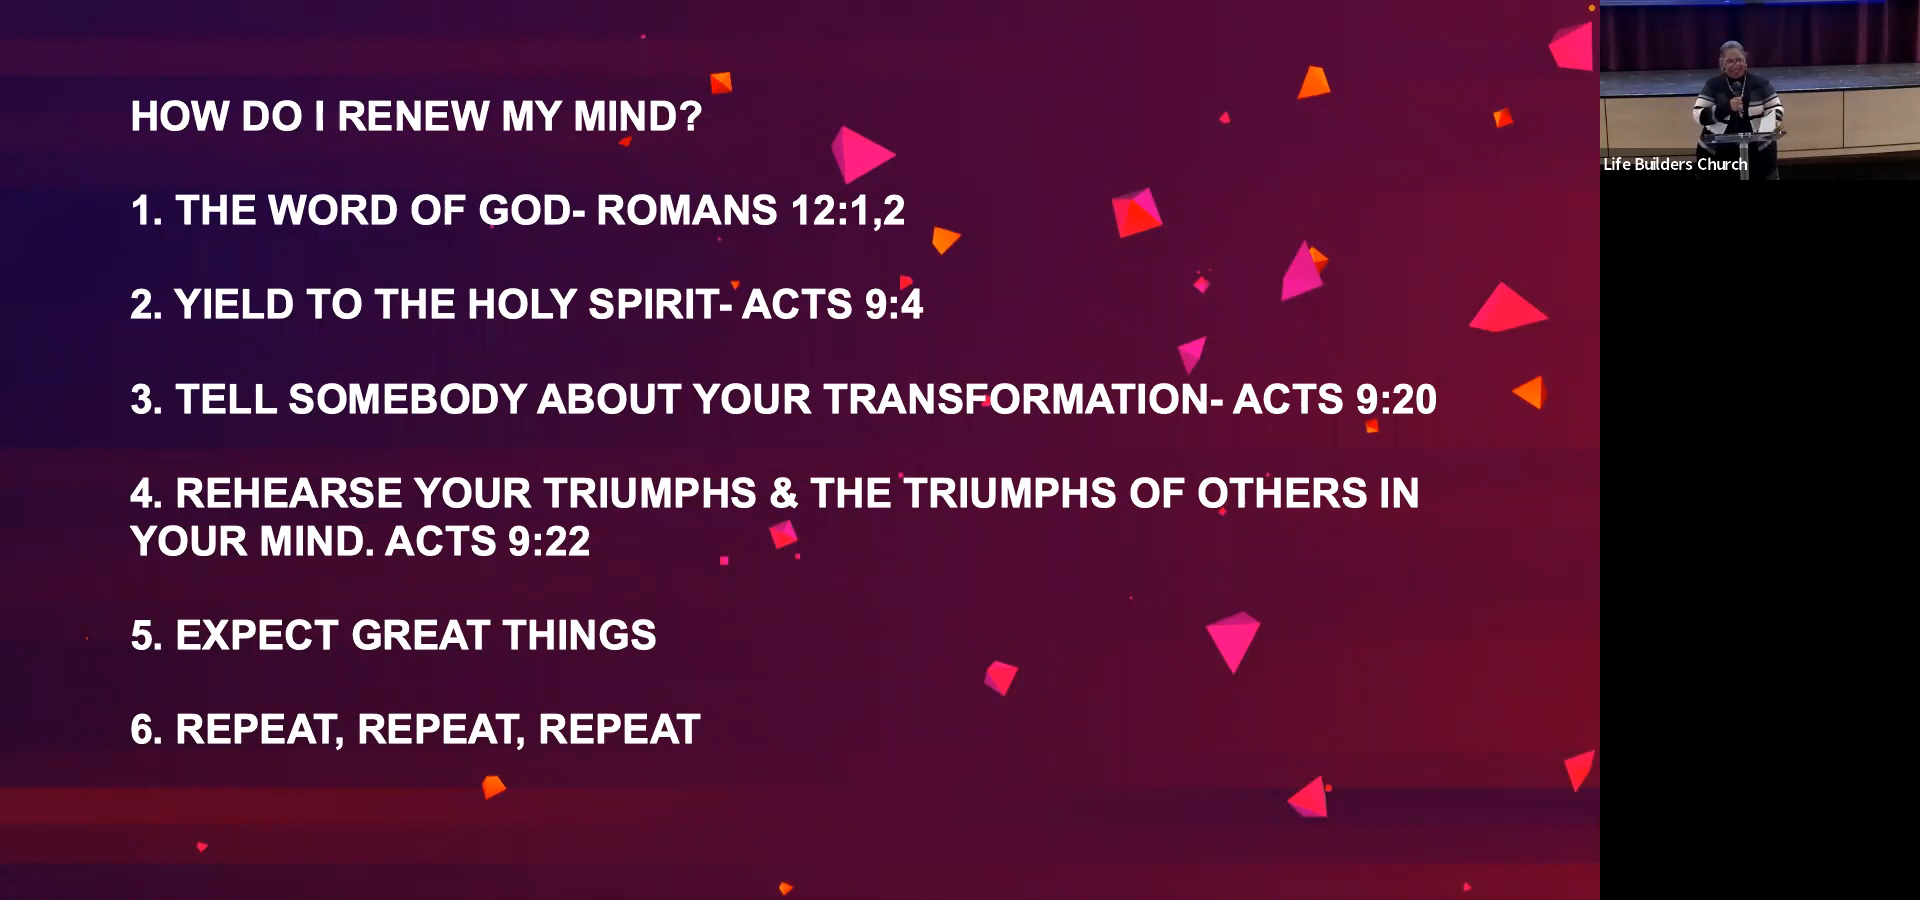 HOW DO I RENEW MY MIND?
1. THE WORD OF GOD- ROMANS 12:1,2
2. YIELD TO THE HOLY SPIRIT- ACTS 9:4
3. TELL SOMEBODY ABOUT YOUR TRANSFORMATION- ACTS 9:20
4. REHEARSE YOUR TRIUMPHS & THE TRIUMPHS OF OTHERS IN
YOUR MIND. ACTS 9:22
5. EXPECT GREAT THINGS
6. REPEAT, REPEAT, REPEAT
Life Builders Church